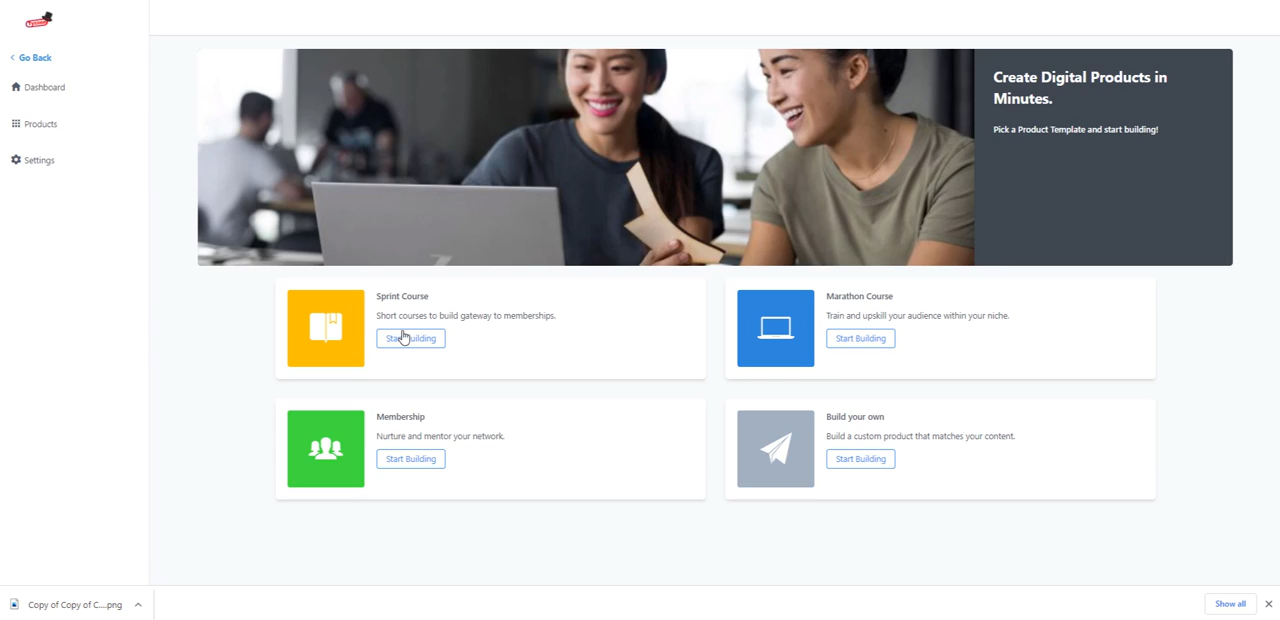 Go Back
Dashboard
Products
Settings
Create Digital Products in
Minutes.
Pick a Product Template and start building!
Sprint Course
Short courses to build gateway to memberships.
Start Building
Marathon Course
Train and upskill your audience within your niche.
Start Building
Membership
Nurture and mentor your network.
Start Building
Build your own
Build a custom product that matches your content.
Start Building
Copy of Copy of C....png
Show all